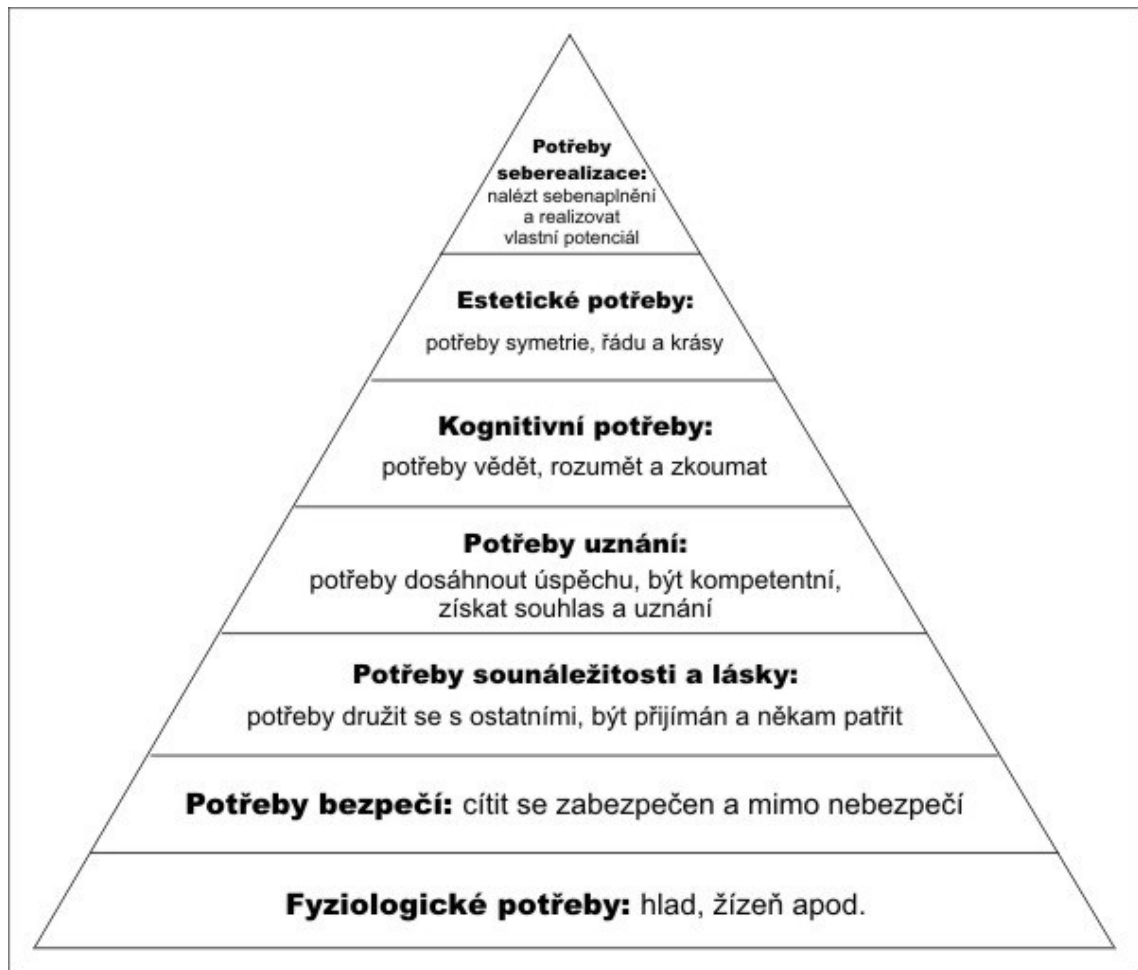 Potřeby
seberealizace:
nalézt sebenaplnění
a realizovat
vlastní potenciál
Estetické potřeby:
potřeby symetrie, řádu a krásy
Kognitivní potřeby:
potřeby vědět, rozumět a zkoumat
Potřeby uznání:
potřeby dosáhnout úspěchu, být kompetentní,
získat souhlas a uznání
Potřeby sounáležitosti a lásky:
potřeby družit se s ostatními, být přijímán a někam patřit
Potřeby bezpečí: cítit se zabezpečen a mimo nebezpečí
Fyziologické potřeby: hlad, žízeň apod.